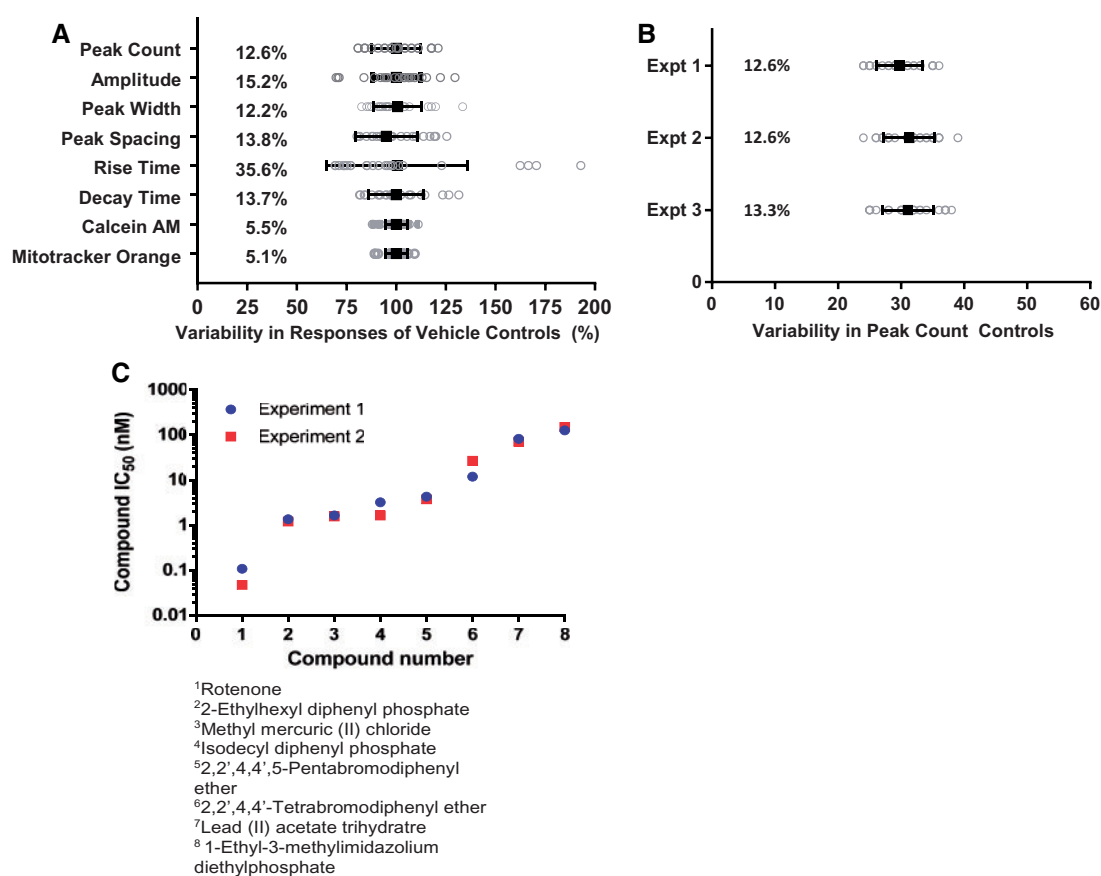 A
Peak Count 12.6%
Amplitude 15.2%
Peak Width 12.2%
Peak Spacing 13.8%
Rise Time 35.6%
Decay Time 13.7%
Calcein AM 5.5%
Mitotracker Orange 5.1%
0 25 50 75 100 125 150 175 200
Variability in Responses of Vehicle Controls (%)
B
Expt 1 12.6%
Expt 2 12.6%
Expt 3 13.3%
0
0 10 20 30 40 50 60
Variability in Peak Count Controls
C
Compound IC50 (nM)
1000
100
10
1
0.1
0.01
Experiment 1
Experiment 2
0 1 2 3 4 5 6 7 8
Compound number
¹Rotenone
²2-Ethylhexyl diphenyl phosphate
³Methyl mercuric (II) chloride
⁴Isodecyl diphenyl phosphate
⁵2,2',4,4',5-Pentabromodiphenyl
ether
⁶2,2',4,4'-Tetrabromodiphenyl ether
⁷Lead (II) acetate trihydratre
⁸ 1-Ethyl-3-methylimidazolium
diethylphosphate